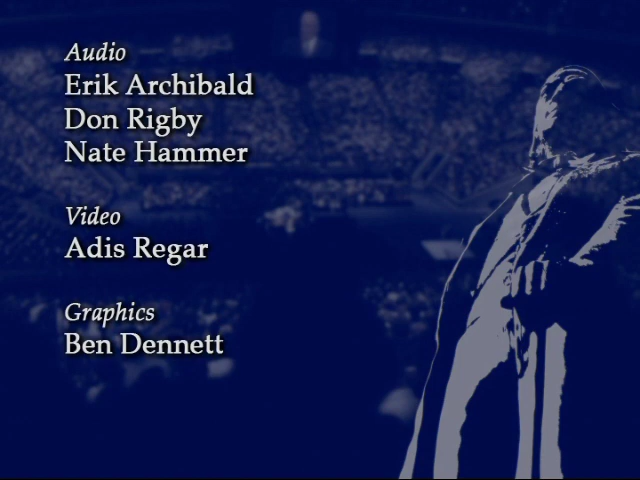 Audio
Erik Archibald
Don Rigby
Nate Hammer
Video
Adis Regar
Graphics
Ben Dennett